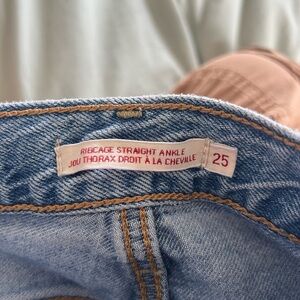 RIBCAGE STRAIGHT ANKLE
JOU THORAX DROIT À LA CHEVILLE
25